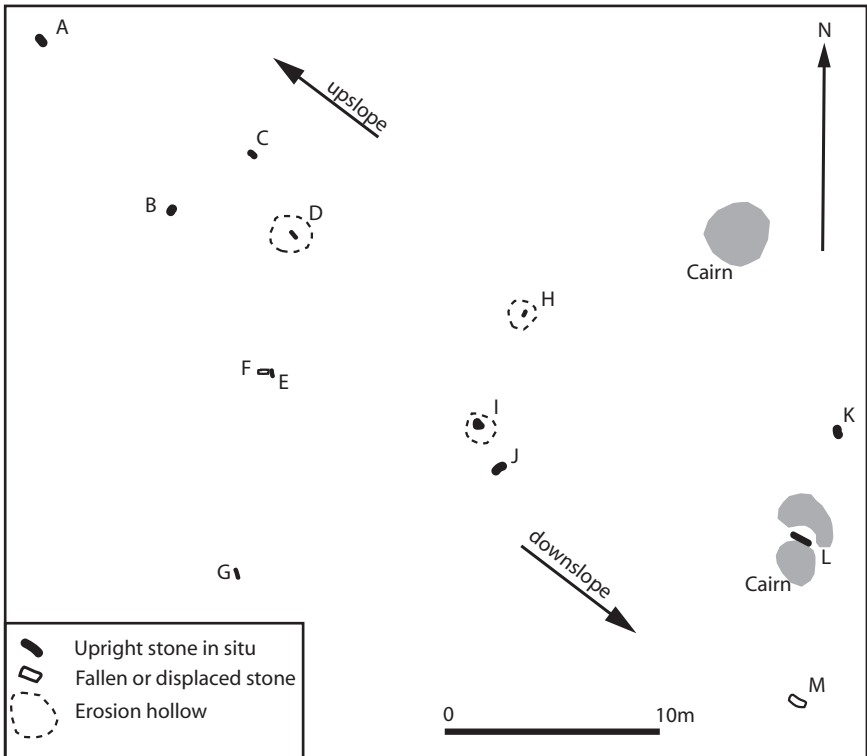 A
N
upslope
C
B
D
Cairn
H
F
E
I
K
J
downslope
L
Cairn
G
Upright stone in situ
Fallen or displaced stone
Erosion hollow
M
0 10m